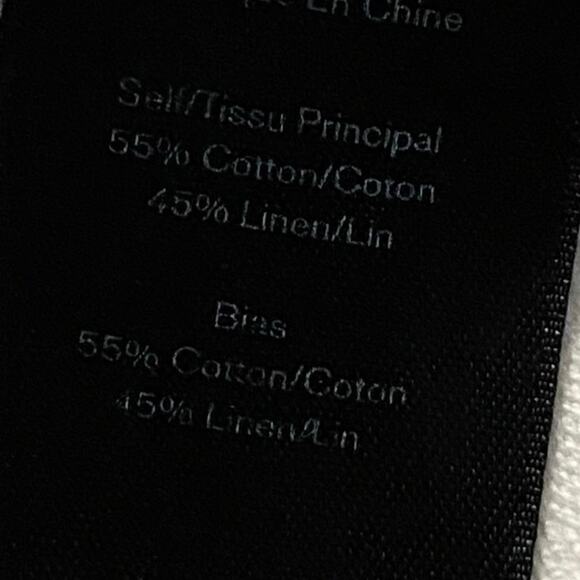 En Chine
Self/Tissu Principal
55% Cotton/Coton
45% Linen/Lin
Bias
55% Cotton/Coton
45% Linen/Lin